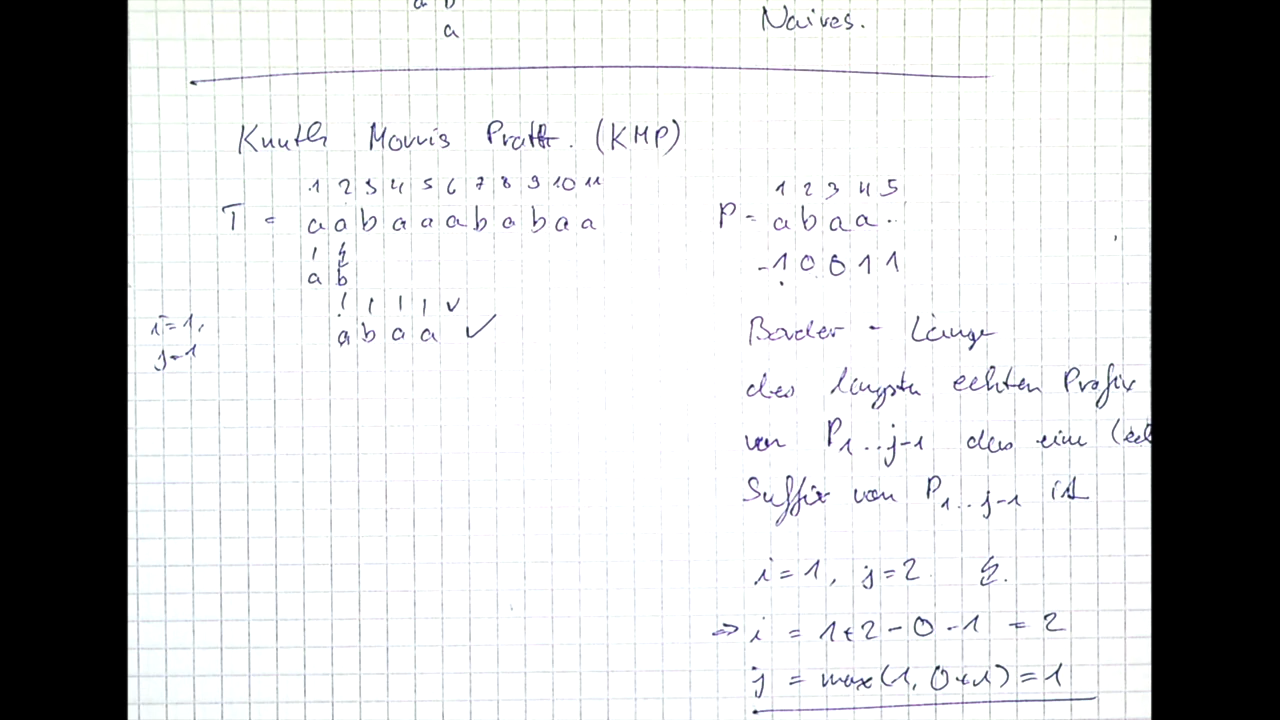 a b
a
Naives.
Knuth Morris Pratt. (KMP)
1 2 3 4 5 6 7 8 9 10 11
T = a a b a a a b a b a a
a b
i=1,
j=1
a b a a ✓
1 2 3 4 5
P = a b a a ..
-1 0 0 1 1
Border - Länge
des längsten echten Präfix
von P1..j-1 das ein
Suffix von P1..j-1 ist
i = 1, j = 2 ↯.
⇒ i = 1+2-0-1 = 2
j = max(1, 0+1) = 1